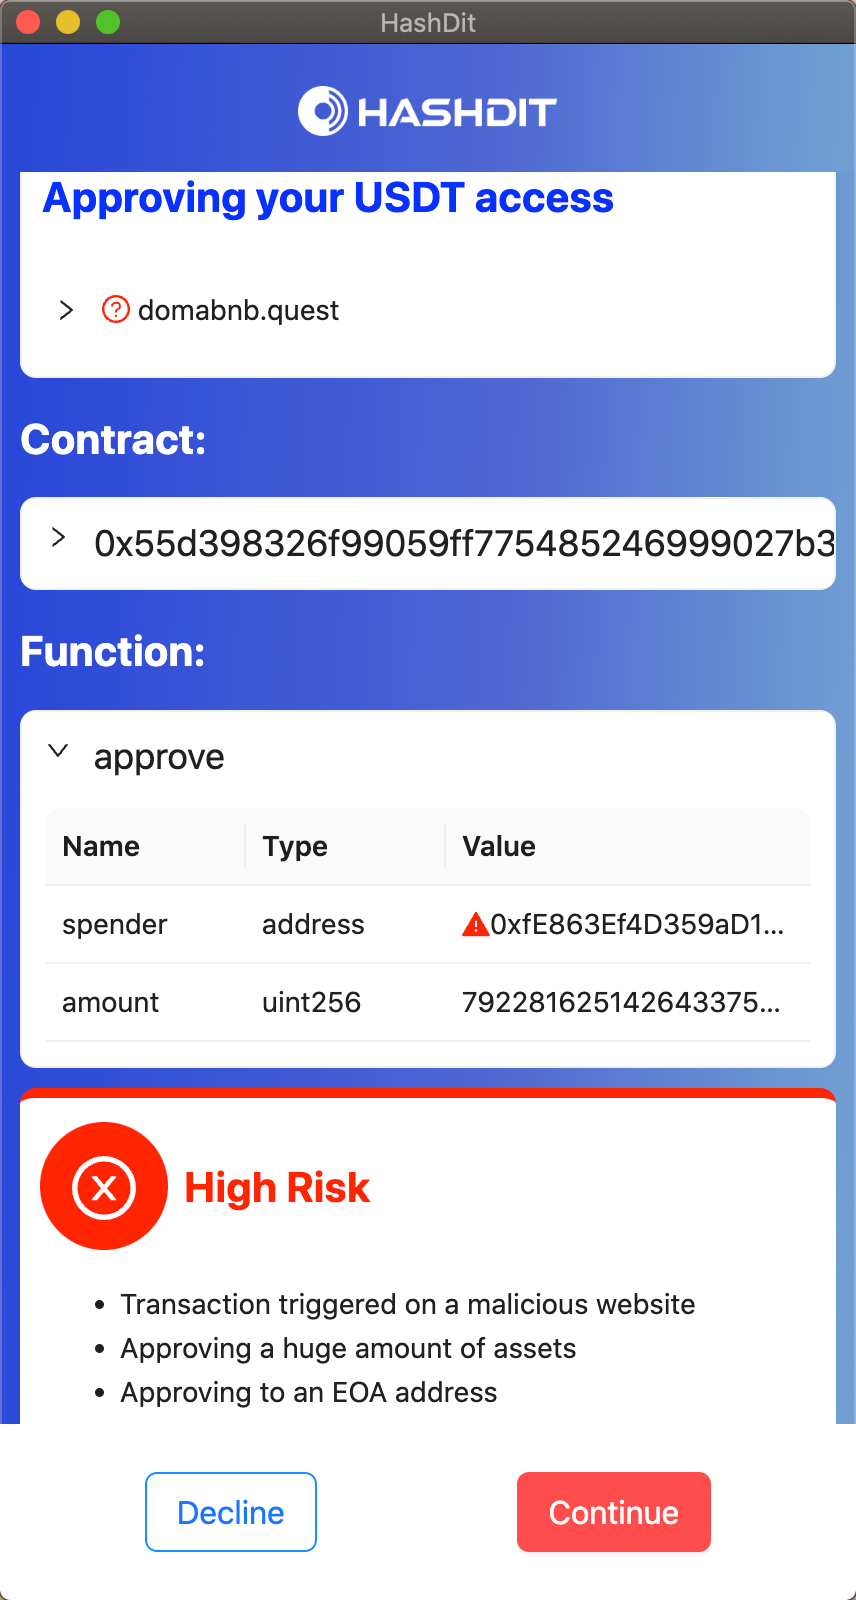 HashDit
HASHDIT
Approving your USDT access
domabnb.quest
Contract:
0x55d398326f99059ff775485246999027b3
Function:
approve
Name Type Value
spender address 0xfE863Ef4D359aD1...
amount uint256 792281625142643375...
High Risk
• Transaction triggered on a malicious website
• Approving a huge amount of assets
• Approving to an EOA address
Decline Continue